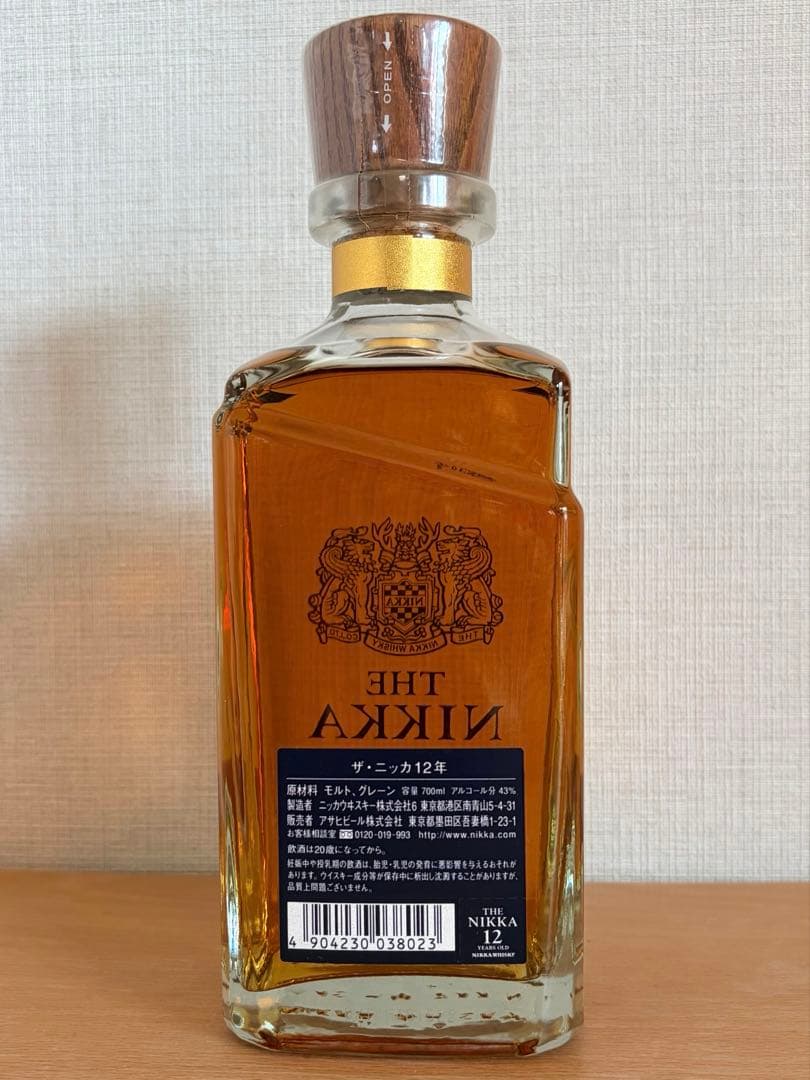 OPEN
NIKKA
THE NIKKA WHISKY CO.,LTD.
THE
NIKKA
ザ・ニッカ12年
原材料 モルト、グレーン 容量 700ml アルコール分 43%
製造者 ニッカウヰスキー株式会社6 東京都港区南青山5-4-31
販売者 アサヒビール株式会社 東京都墨田区吾妻橋1-23-1
お客様相談室 0120-019-993 http://www.nikka.com
飲酒は20歳になってから。
妊娠中や授乳期の飲酒は、胎児・乳児の発育に悪影響を与えるおそれが
あります。ウイスキー成分等が保存中に析出し沈澱することがありますが、
品質上問題ございません。
4 904230 038023
THE
NIKKA
12
YEARS OLD
NIKKA WHISKY